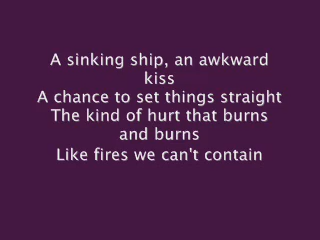 A sinking ship, an awkward
kiss
A chance to set things straight
The kind of hurt that burns
and burns
Like fires we can't contain